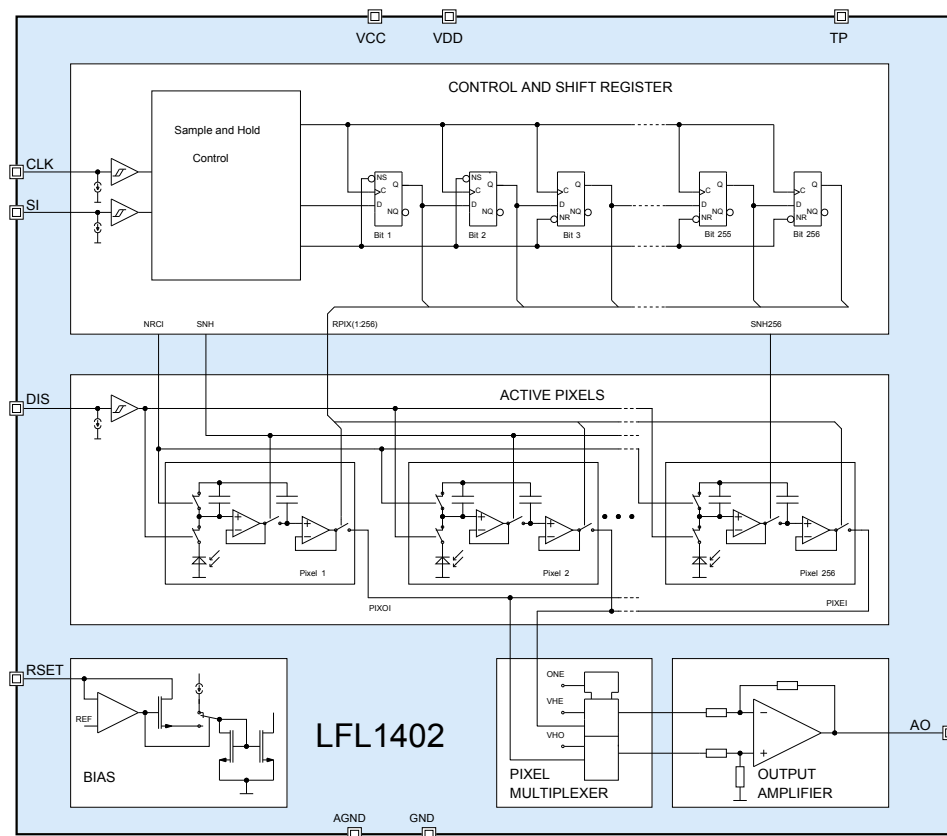 VCC
VDD
TP
CONTROL AND SHIFT REGISTER
Sample and Hold
Control
CLK
SI
NS
Q
C
D
NQ
Bit 1
NS
Q
C
D
NQ
Bit 2
Q
C
D
NQ
NR
Bit 3
Q
C
D
NQ
NR
Bit 255
Q
C
D
NQ
NR
Bit 256
NRCI
SNH
RPIX(1:256)
SNH256
DIS
ACTIVE PIXELS
Pixel 1
Pixel 2
Pixel 256
PIXOI
PIXEI
RSET
REF
BIAS
LFL1402
ONE
VHE
VHO
PIXEL
MULTIPLEXER
OUTPUT
AMPLIFIER
AO
AGND
GND